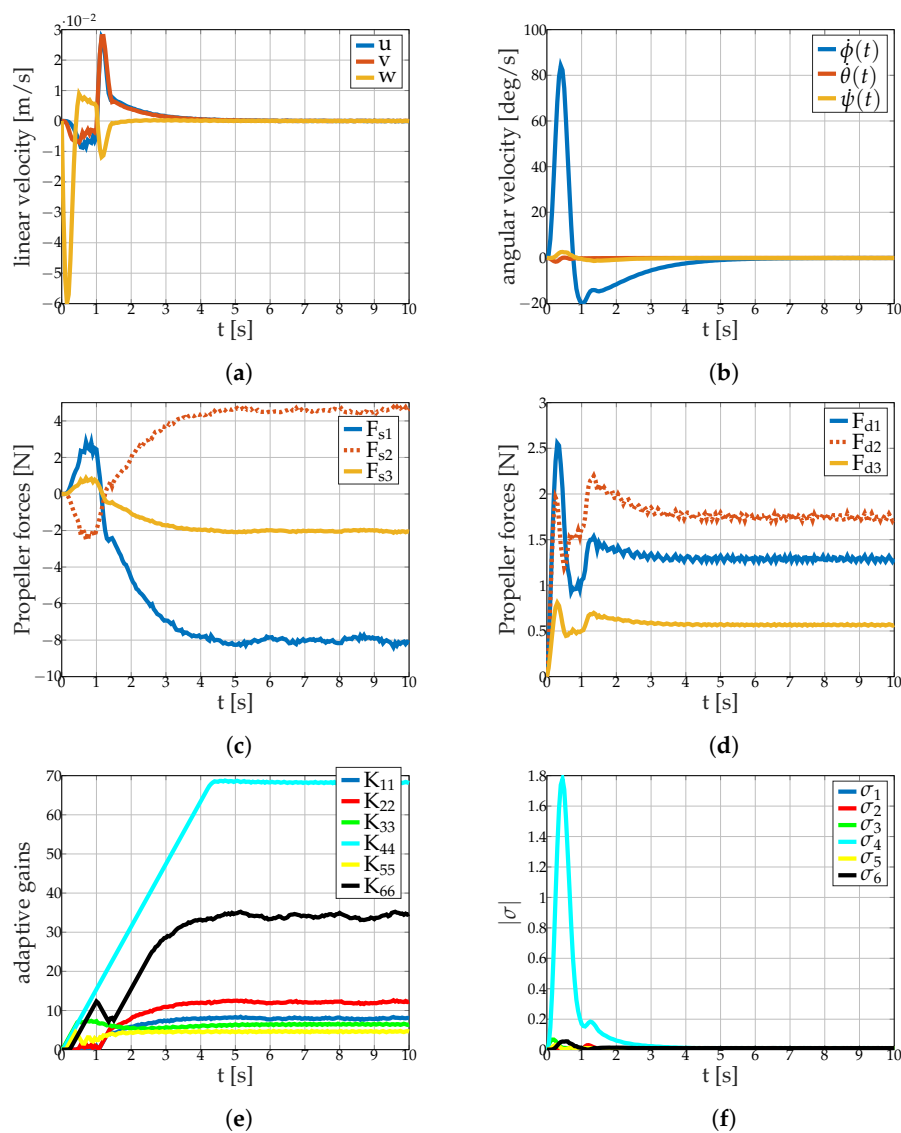 3·10⁻²
2
1
0
−1
−2
−3
−4
−5
−6
0 1 2 3 4 5 6 7 8 9 10
linear velocity [m/s]
t [s]
u
v
w
(a)
100
80
60
40
20
0
−20
0 1 2 3 4 5 6 7 8 9 10
angular velocity [deg/s]
t [s]
ϕ̇(t)
θ̇(t)
ψ̇(t)
(b)
4
2
0
−2
−4
−6
−8
−10
0 1 2 3 4 5 6 7 8 9 10
Propeller forces [N]
t [s]
Fs1
Fs2
Fs3
(c)
3
2.5
2
1.5
1
0.5
0
0 1 2 3 4 5 6 7 8 9 10
Propeller forces [N]
t [s]
Fd1
Fd2
Fd3
(d)
70
60
50
40
30
20
10
0
0 1 2 3 4 5 6 7 8 9 10
adaptive gains
t [s]
K11
K22
K33
K44
K55
K66
(e)
1.8
1.6
1.4
1.2
1
0.8
0.6
0.4
0.2
0
0 1 2 3 4 5 6 7 8 9 10
|σ|
t [s]
σ1
σ2
σ3
σ4
σ5
σ6
(f)